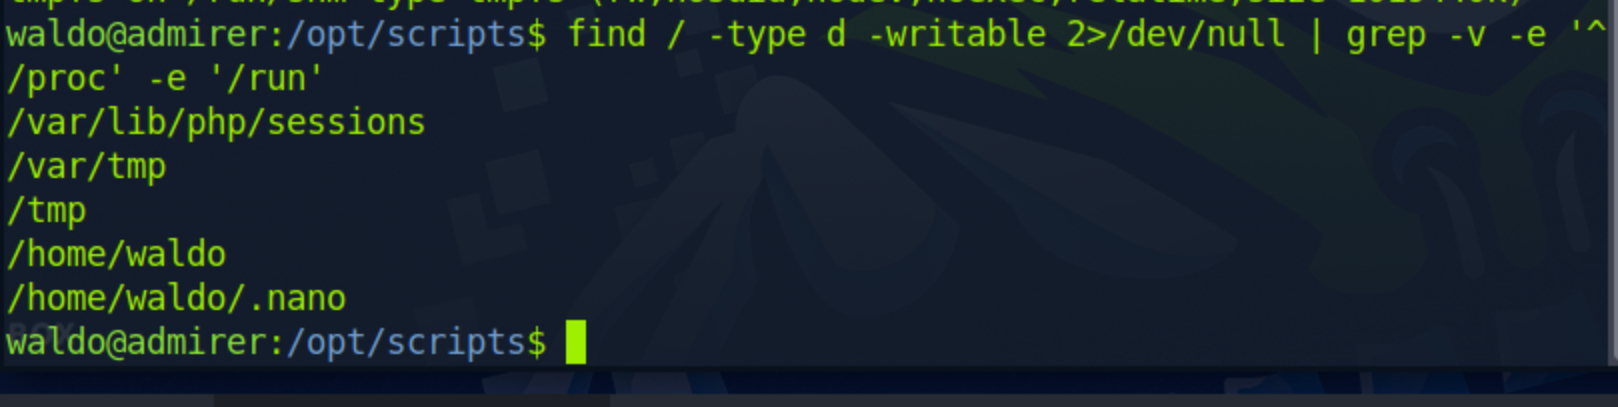 waldo@admirer:/opt/scripts$ find / -type d -writable 2>/dev/null | grep -v -e '^
/proc' -e '/run'
/var/lib/php/sessions
/var/tmp
/tmp
/home/waldo
/home/waldo/.nano
waldo@admirer:/opt/scripts$